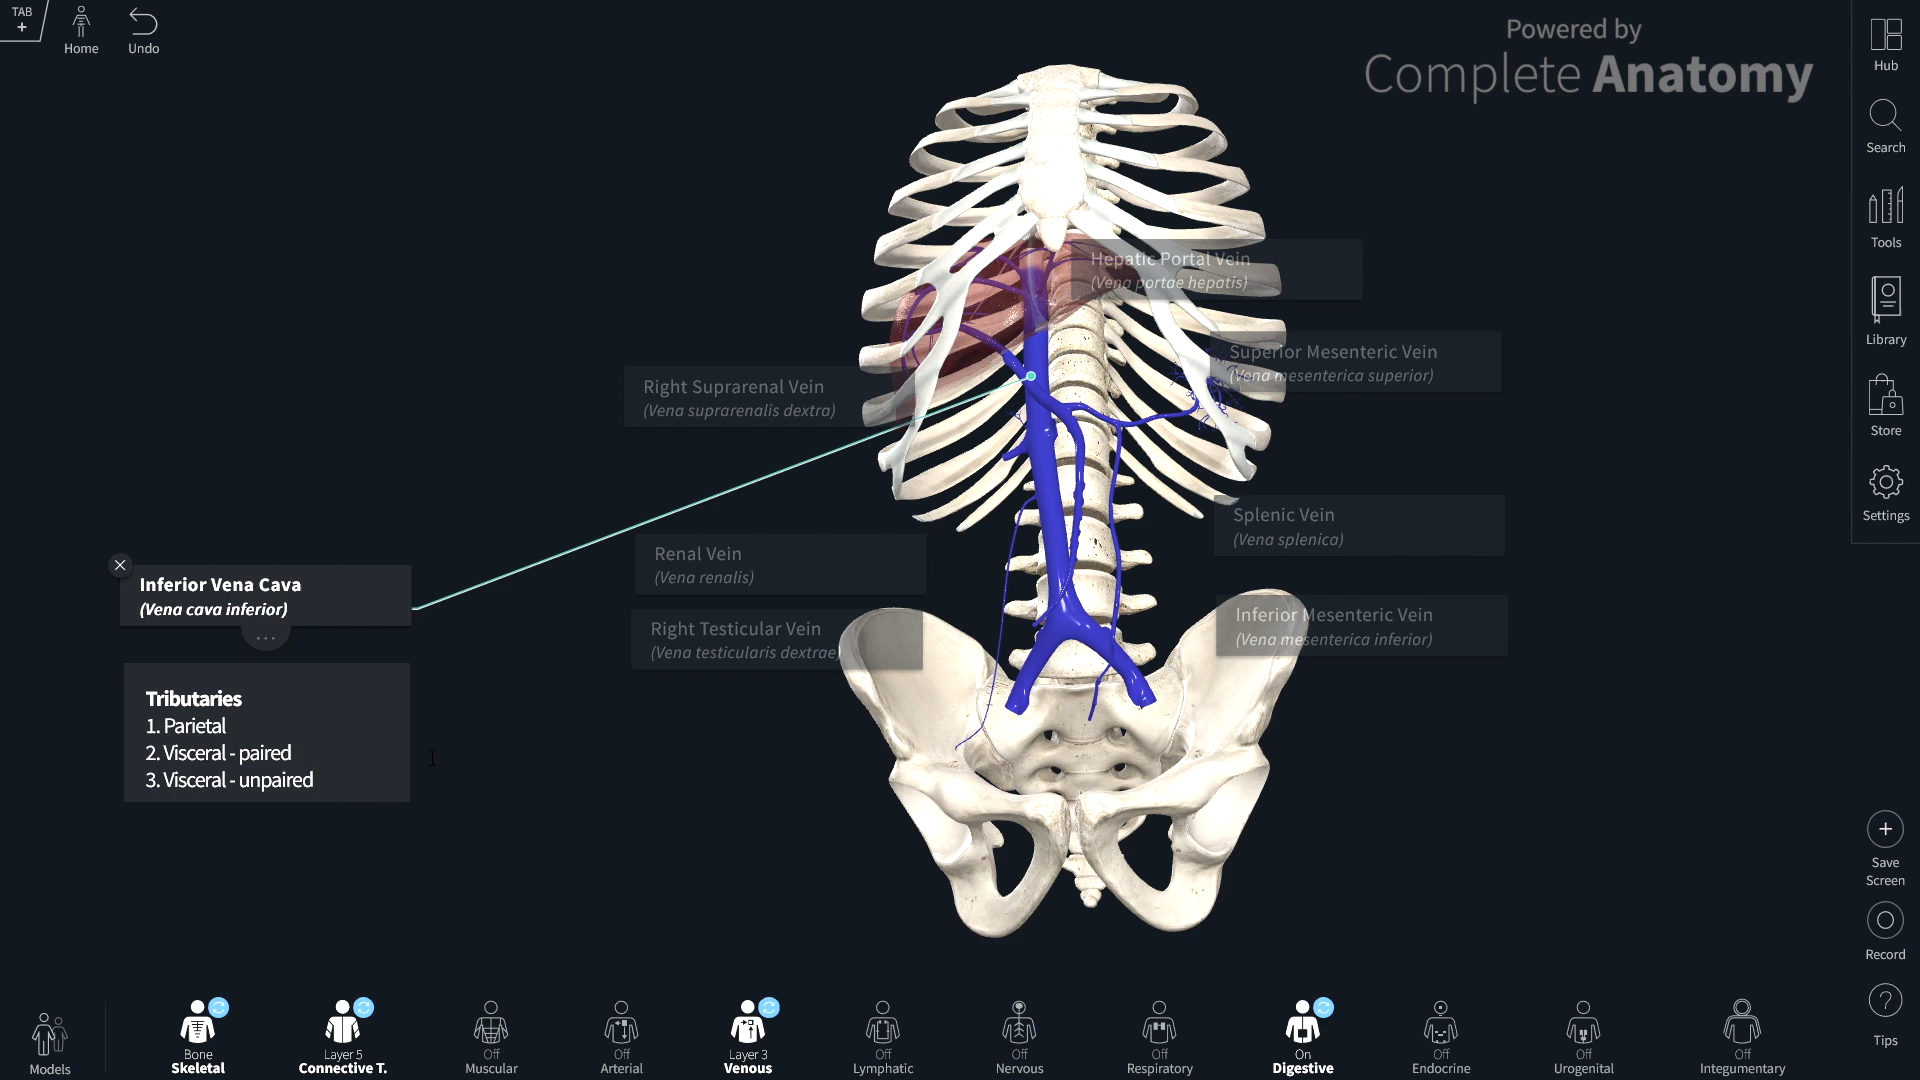 TAB
+
Home
Undo
Powered by
Complete Anatomy
Hub
Search
Tools
Library
Store
Settings
Hepatic Portal Vein
(Vena portae hepatis)
Superior Mesenteric Vein
(Vena mesenterica superior)
Right Suprarenal Vein
(Vena suprarenalis dextra)
Splenic Vein
(Vena splenica)
Renal Vein
(Vena renalis)
Inferior Vena Cava
(Vena cava inferior)
...
Right Testicular Vein
(Vena testicularis dextrae)
Inferior Mesenteric Vein
(Vena mesenterica inferior)
Tributaries
1. Parietal
2. Visceral - paired
3. Visceral - unpaired
Save
Screen
Record
?
Tips
Models
Bone
Skeletal
Layer 5
Connective T.
Off
Muscular
Off
Arterial
Layer 3
Venous
Off
Lymphatic
Off
Nervous
Off
Respiratory
On
Digestive
Off
Endocrine
Off
Urogenital
Off
Integumentary